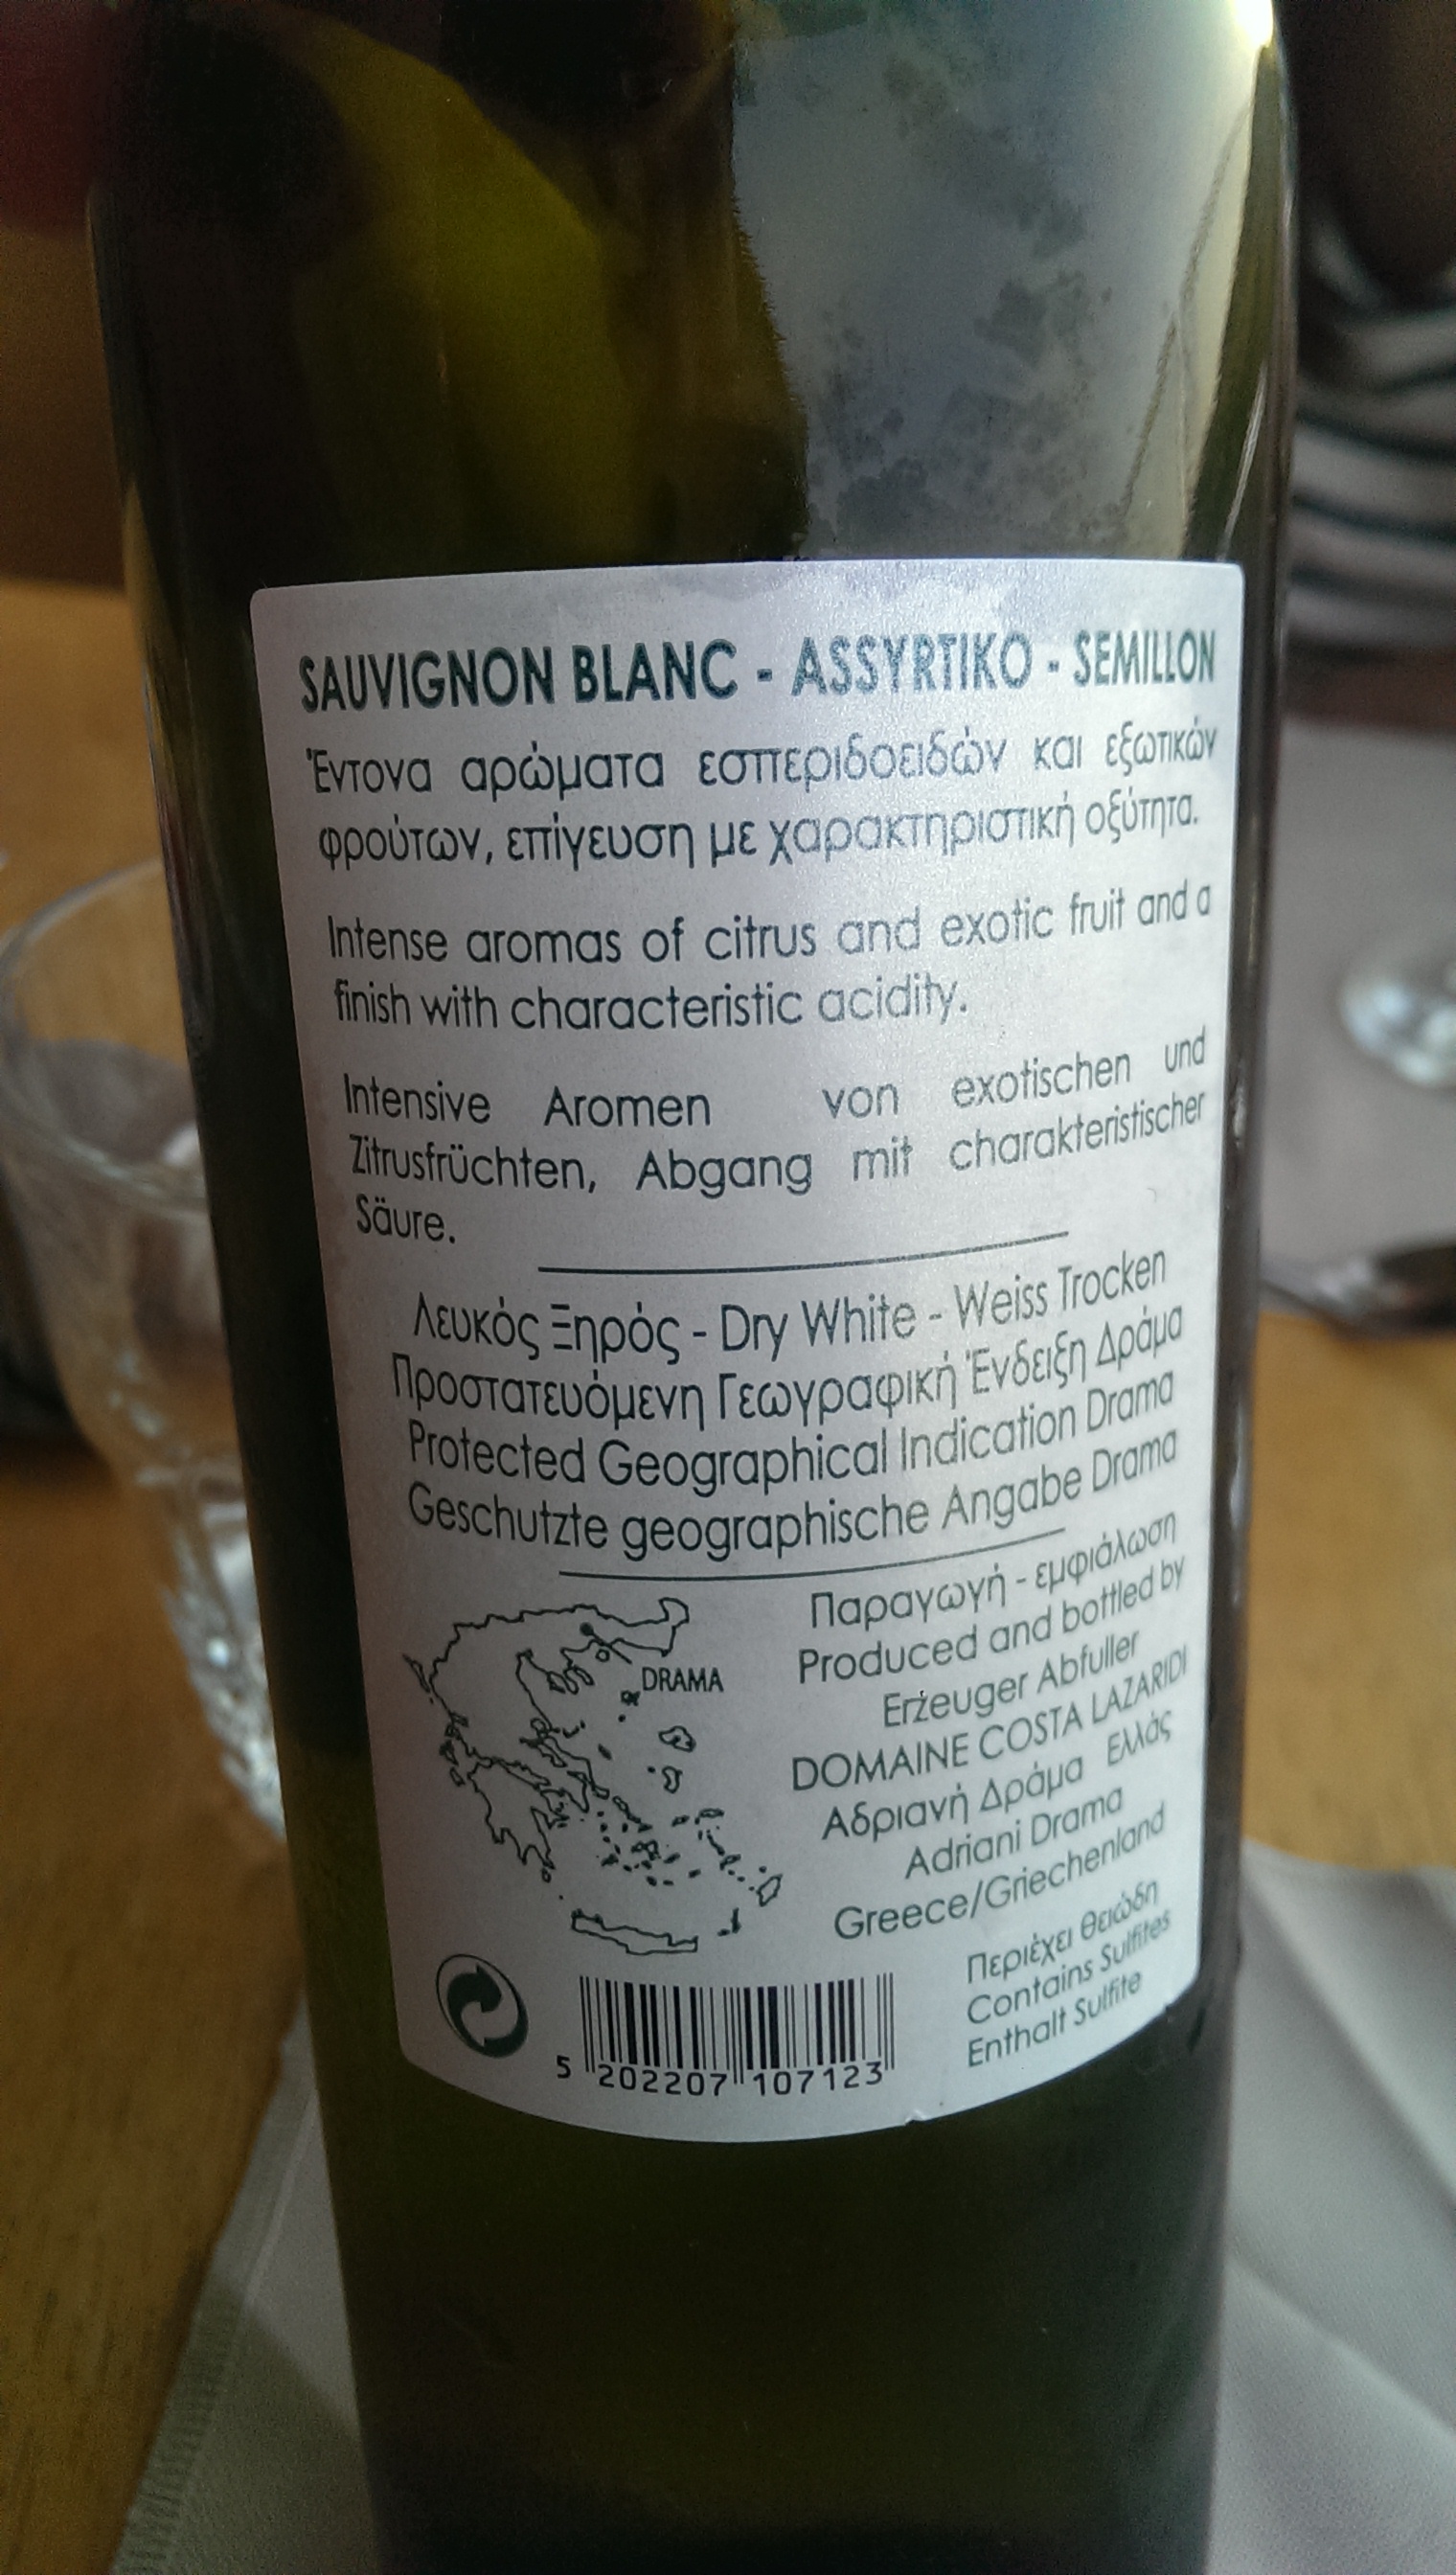 SAUVIGNON BLANC - ASSYRTIKO - SEMILLON
Έντονα αρώματα εσπεριδοειδών και εξωτικών
φρούτων, επίγευση με χαρακτηριστική οξύτητα.
Intense aromas of citrus and exotic fruit and a
finish with characteristic acidity.
Intensive Aromen von exotischen und
Zitrusfrüchten, Abgang mit charakteristischer
Säure.
Λευκός Ξηρός - Dry White - Weiss Trocken
Προστατευόμενη Γεωγραφική Ένδειξη Δράμα
Protected Geographical Indication Drama
Geschutzte geographische Angabe Drama
DRAMA
Παραγωγή - εμφιάλωση
Produced and bottled by
Erzeuger Abfuller
DOMAINE COSTA LAZARIDI
Αδριανή Δράμα Ελλάς
Adriani Drama
Greece/Griechenland
Περιέχει Θειώδη
Contains Sulfites
Enthalt Sulfite
5 202207 107123